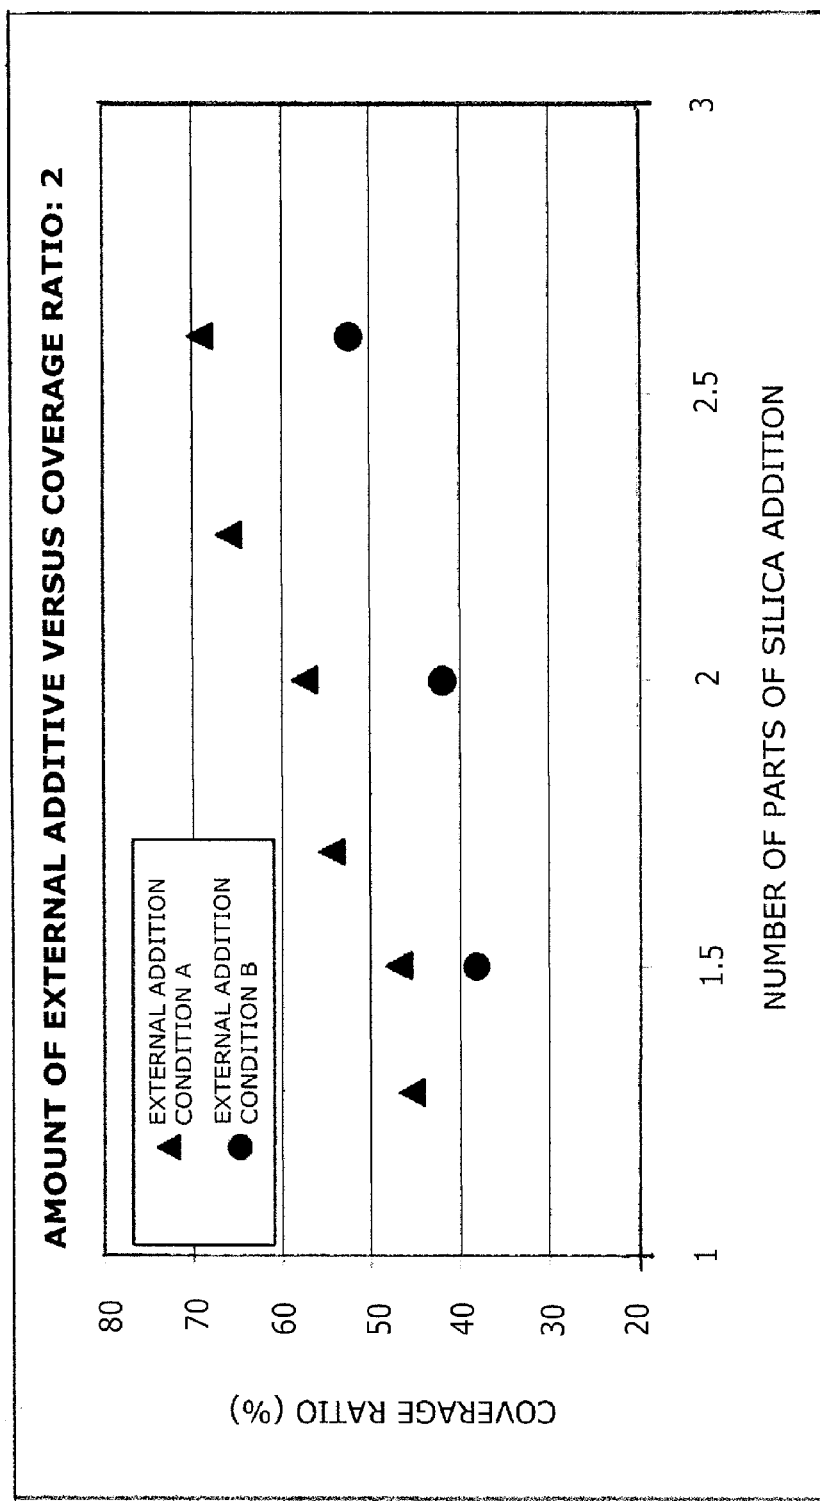 AMOUNT OF EXTERNAL ADDITIVE VERSUS COVERAGE RATIO: 2
EXTERNAL ADDITION
CONDITION A
EXTERNAL ADDITION
CONDITION B
COVERAGE RATIO (%)
80
70
60
50
40
30
20
1
1.5
2
2.5
3
NUMBER OF PARTS OF SILICA ADDITION